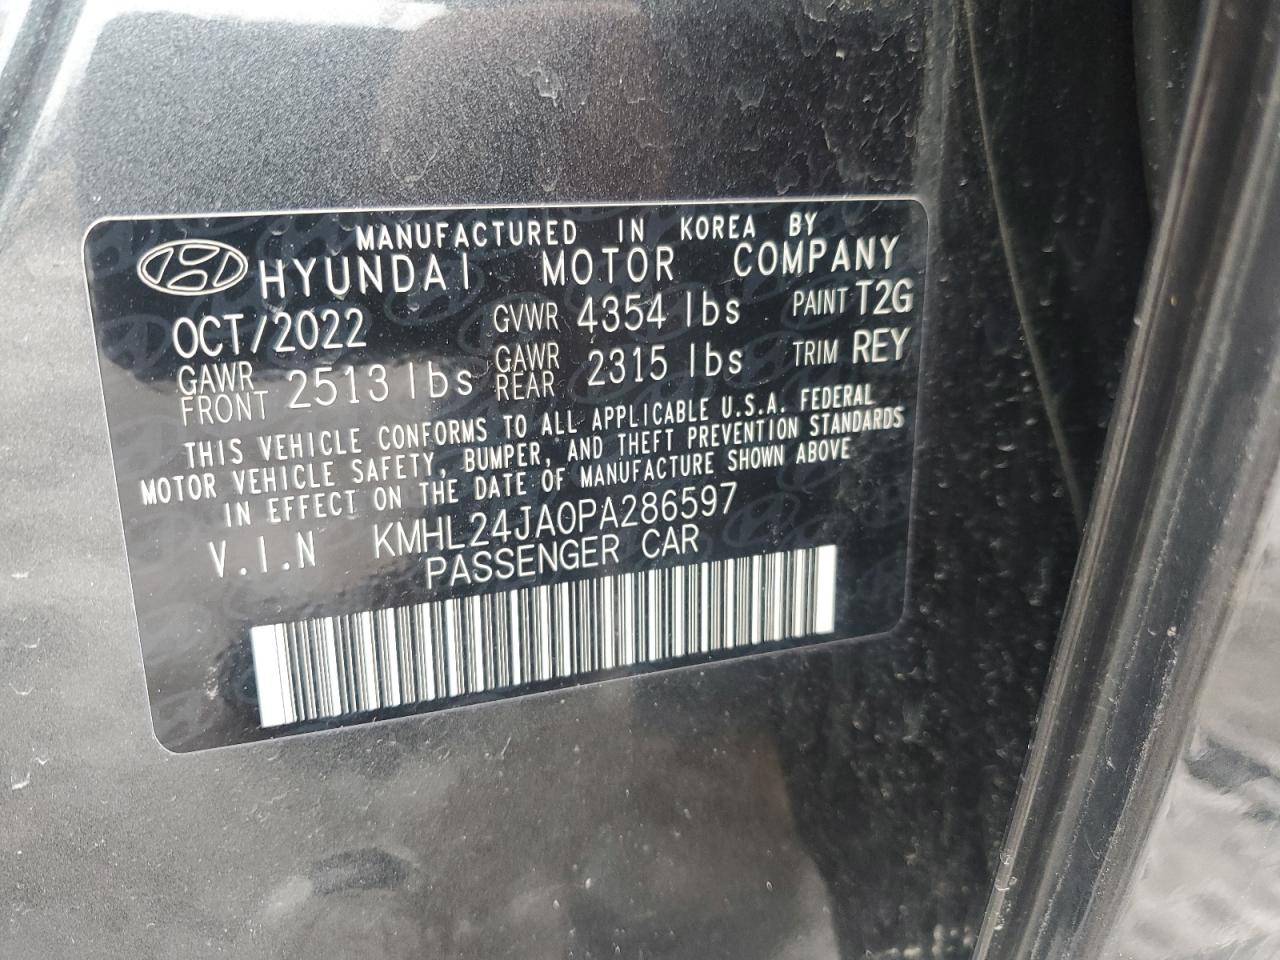 MANUFACTURED IN KOREA BY
HYUNDAI MOTOR COMPANY
OCT/2022 GVWR 4354 lbs PAINT T2G
GAWR FRONT 2513 lbs GAWR REAR 2315 lbs TRIM REY
THIS VEHICLE CONFORMS TO ALL APPLICABLE U.S.A. FEDERAL
MOTOR VEHICLE SAFETY, BUMPER, AND THEFT PREVENTION STANDARDS
IN EFFECT ON THE DATE OF MANUFACTURE SHOWN ABOVE
V.I.N KMHL24JA0PA286597
PASSENGER CAR